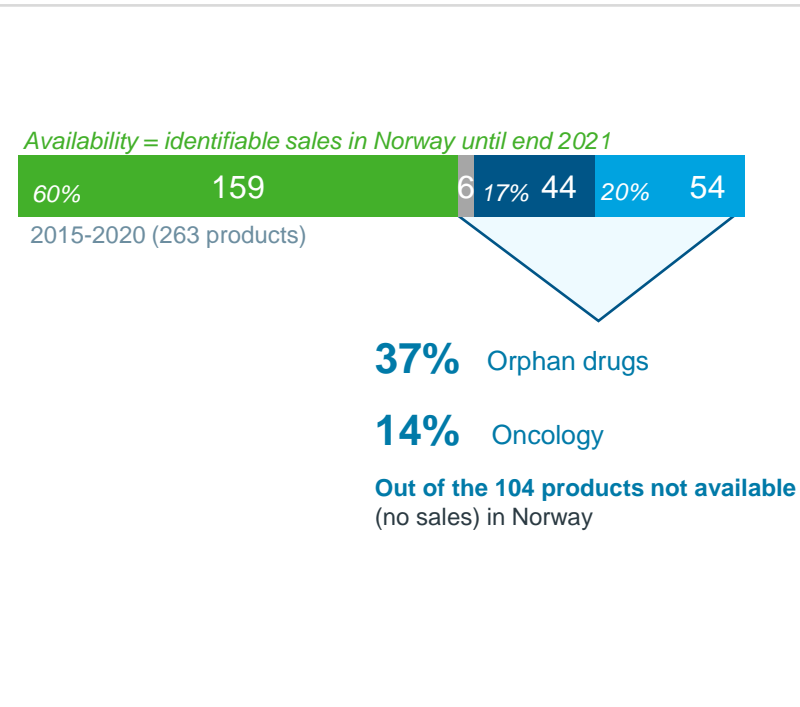 Availability = identifiable sales in Norway until end 2021
60% 159 6 17% 44 20% 54
2015-2020 (263 products)
37% Orphan drugs
14% Oncology
Out of the 104 products not available
(no sales) in Norway